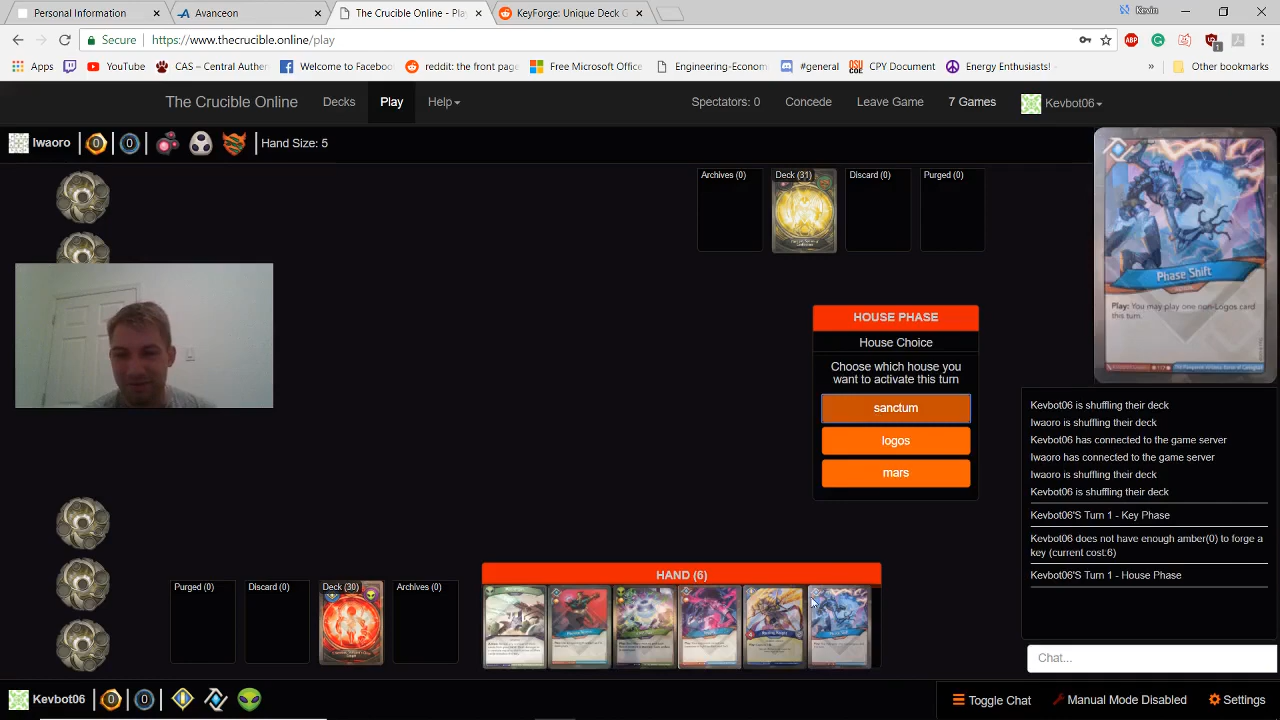 Personal Information
Avanceon
The Crucible Online - Play
KeyForge: Unique Deck G
Kevin
Secure
https://www.thecrucible.online/play
Apps
YouTube
CAS – Central Authen
Welcome to Facebook
reddit: the front page
Free Microsoft Office
Engineering-Econom
#general
CPY Document
Energy Enthusiasts!
Other bookmarks
The Crucible Online
Decks
Play
Help
Spectators: 0
Concede
Leave Game
7 Games
Kevbot06
lwaoro
0
0
Hand Size: 5
Archives (0)
Deck (31)
Discard (0)
Purged (0)
Phase Shift
Play: You may play one non-Logos card
this turn.
HOUSE PHASE
House Choice
Choose which house you
want to activate this turn
sanctum
logos
mars
Kevbot06 is shuffling their deck
lwaoro is shuffling their deck
Kevbot06 has connected to the game server
lwaoro has connected to the game server
lwaoro is shuffling their deck
Kevbot06 is shuffling their deck
Kevbot06'S Turn 1 - Key Phase
Kevbot06 does not have enough amber(0) to forge a
key (current cost:6)
Kevbot06'S Turn 1 - House Phase
HAND (6)
Purged (0)
Discard (0)
Deck (30)
Archives (0)
Chat...
Kevbot06
0
0
Toggle Chat
Manual Mode Disabled
Settings